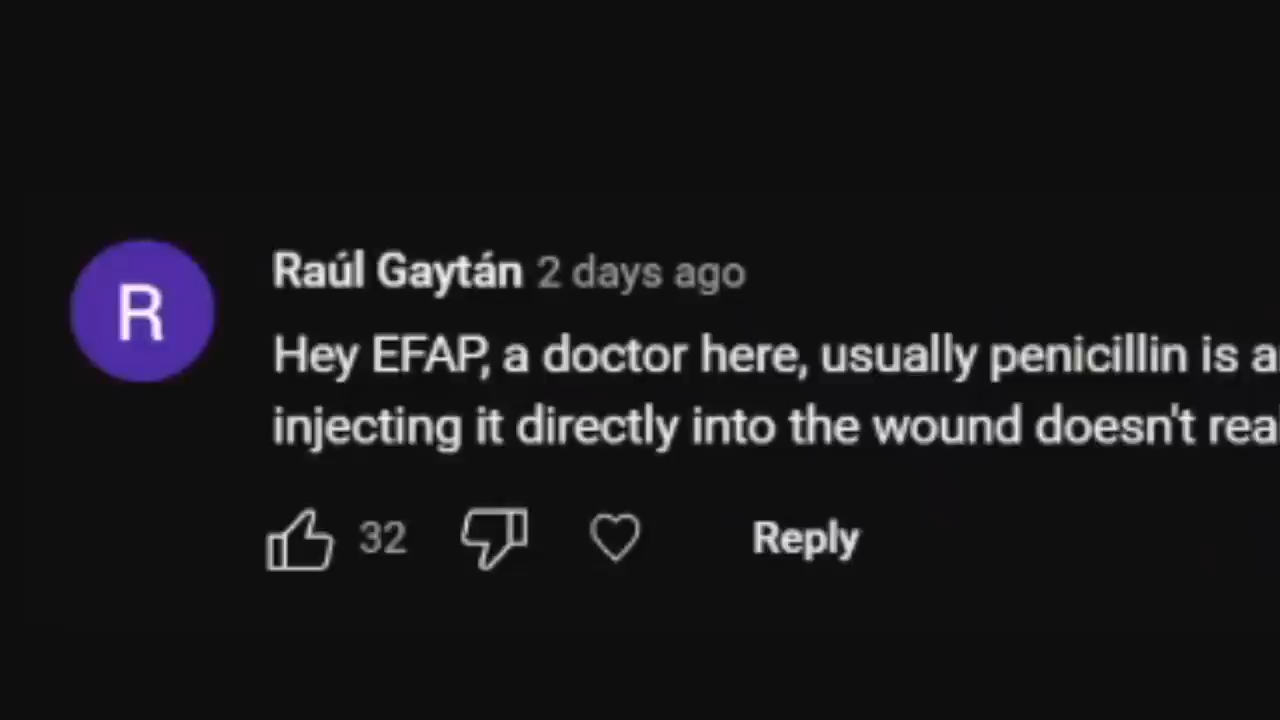 R
Raúl Gaytán 2 days ago
Hey EFAP, a doctor here, usually penicillin is
injecting it directly into the wound doesn't
32
Reply